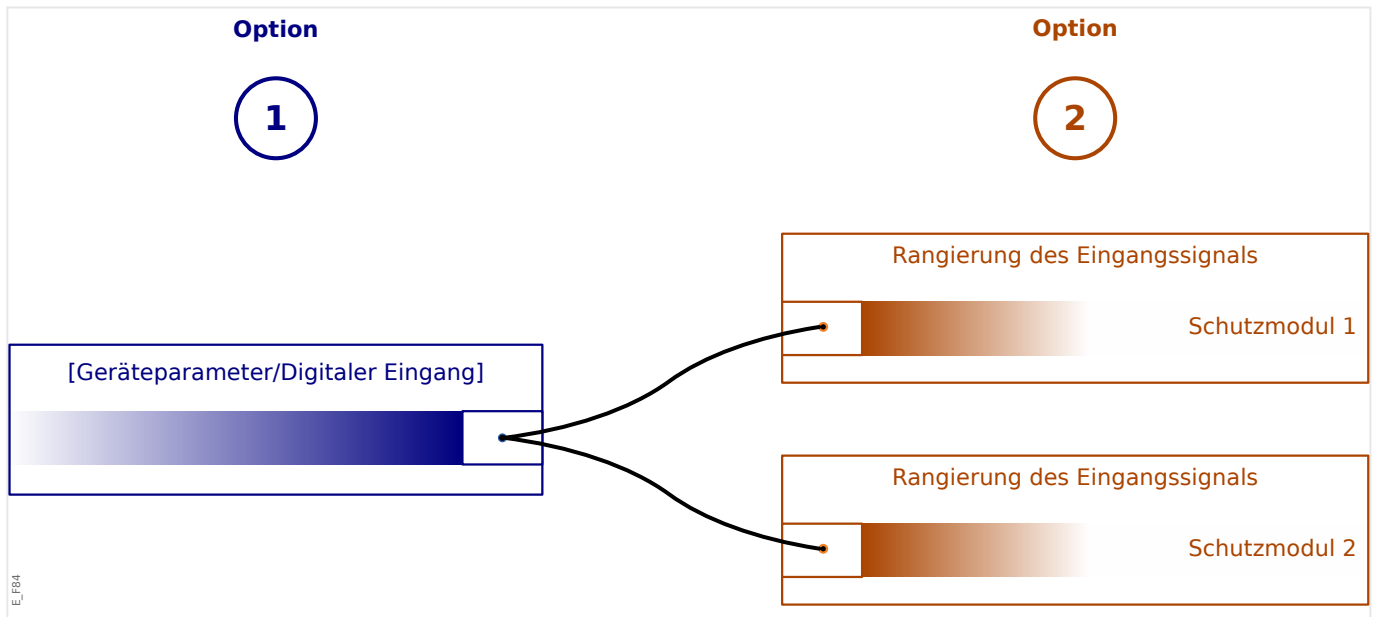 Option
1
Option
2
[Geräteparameter/Digitaler Eingang]
Rangierung des Eingangssignals
Schutzmodul 1
Rangierung des Eingangssignals
Schutzmodul 2
E_F84